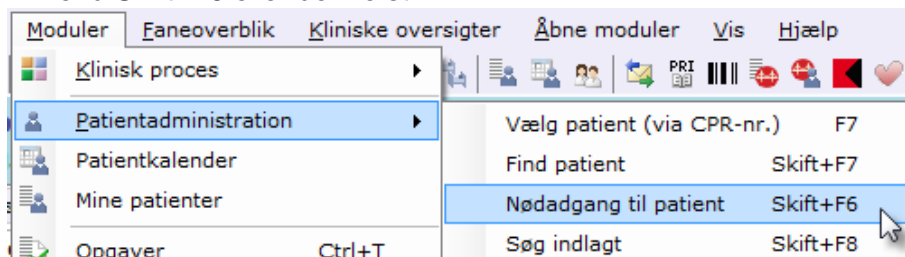 Moduler Faneoverblik Kliniske oversigter Åbne moduler Vis Hjælp
PRI
Klinisk proces
Patientadministration
Patientkalender
Mine patienter
Opgaver Ctrl+T
Vælg patient (via CPR-nr.) F7
Find patient Skift+F7
Nødadgang til patient Skift+F6
Søg indlagt Skift+F8